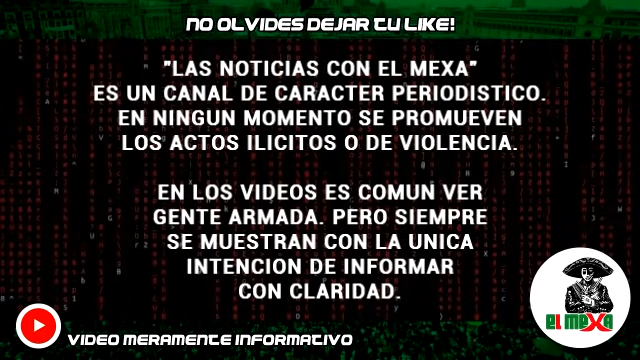 NO OLVIDES DEJAR TU LIKE!
"LAS NOTICIAS CON EL MEXA"
ES UN CANAL DE CARACTER PERIODISTICO.
EN NINGUN MOMENTO SE PROMUEVEN
LOS ACTOS ILICITOS O DE VIOLENCIA.
EN LOS VIDEOS ES COMUN VER
GENTE ARMADA. PERO SIEMPRE
SE MUESTRAN CON LA UNICA
INTENCION DE INFORMAR
CON CLARIDAD.
EL MEXA
VIDEO MERAMENTE INFORMATIVO